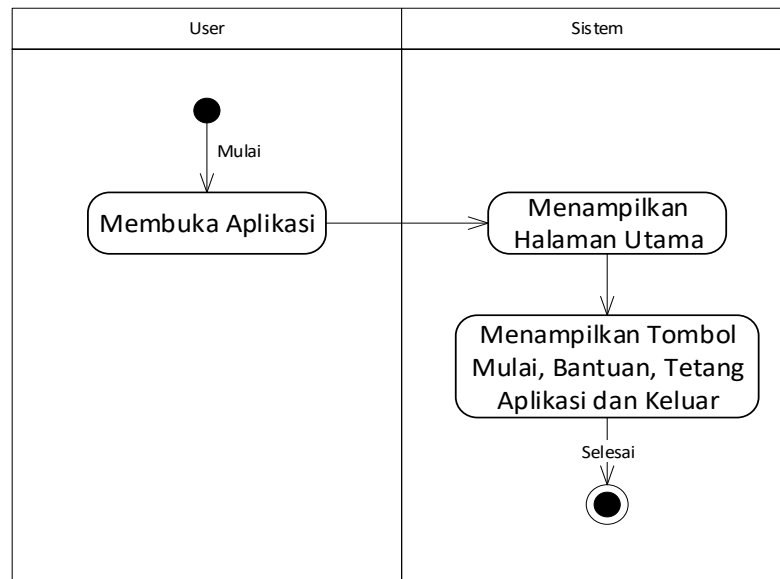 User
Sistem
Mulai
Membuka Aplikasi
Menampilkan
Halaman Utama
Menampilkan Tombol
Mulai, Bantuan, Tetang
Aplikasi dan Keluar
Selesai